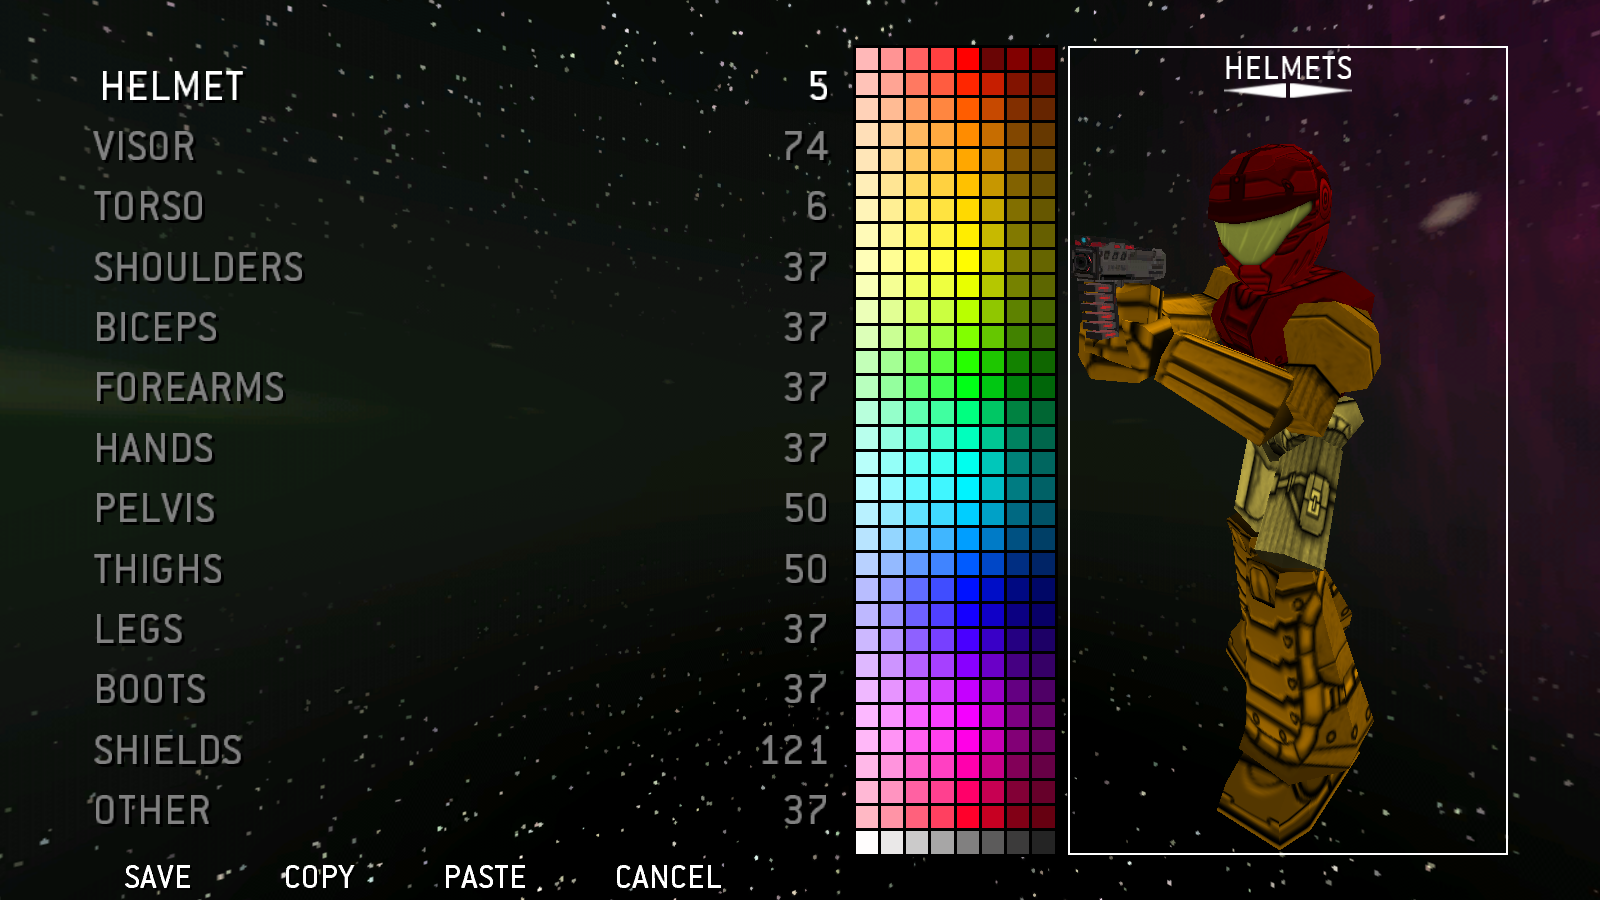 HELMETS
HELMET 5
VISOR 74
TORSO 6
SHOULDERS 37
BICEPS 37
FOREARMS 37
HANDS 37
PELVIS 50
THIGHS 50
LEGS 37
BOOTS 37
SHIELDS 121
OTHER 37
SAVE COPY PASTE CANCEL